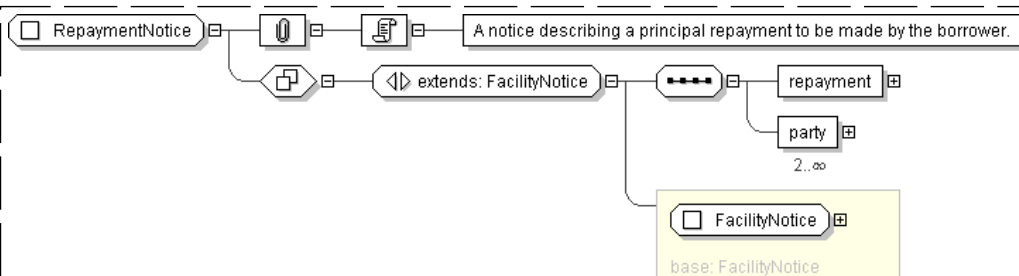 RepaymentNotice
A notice describing a principal repayment to be made by the borrower.
extends: FacilityNotice
repayment
party
2..∞
FacilityNotice
base: FacilityNotice